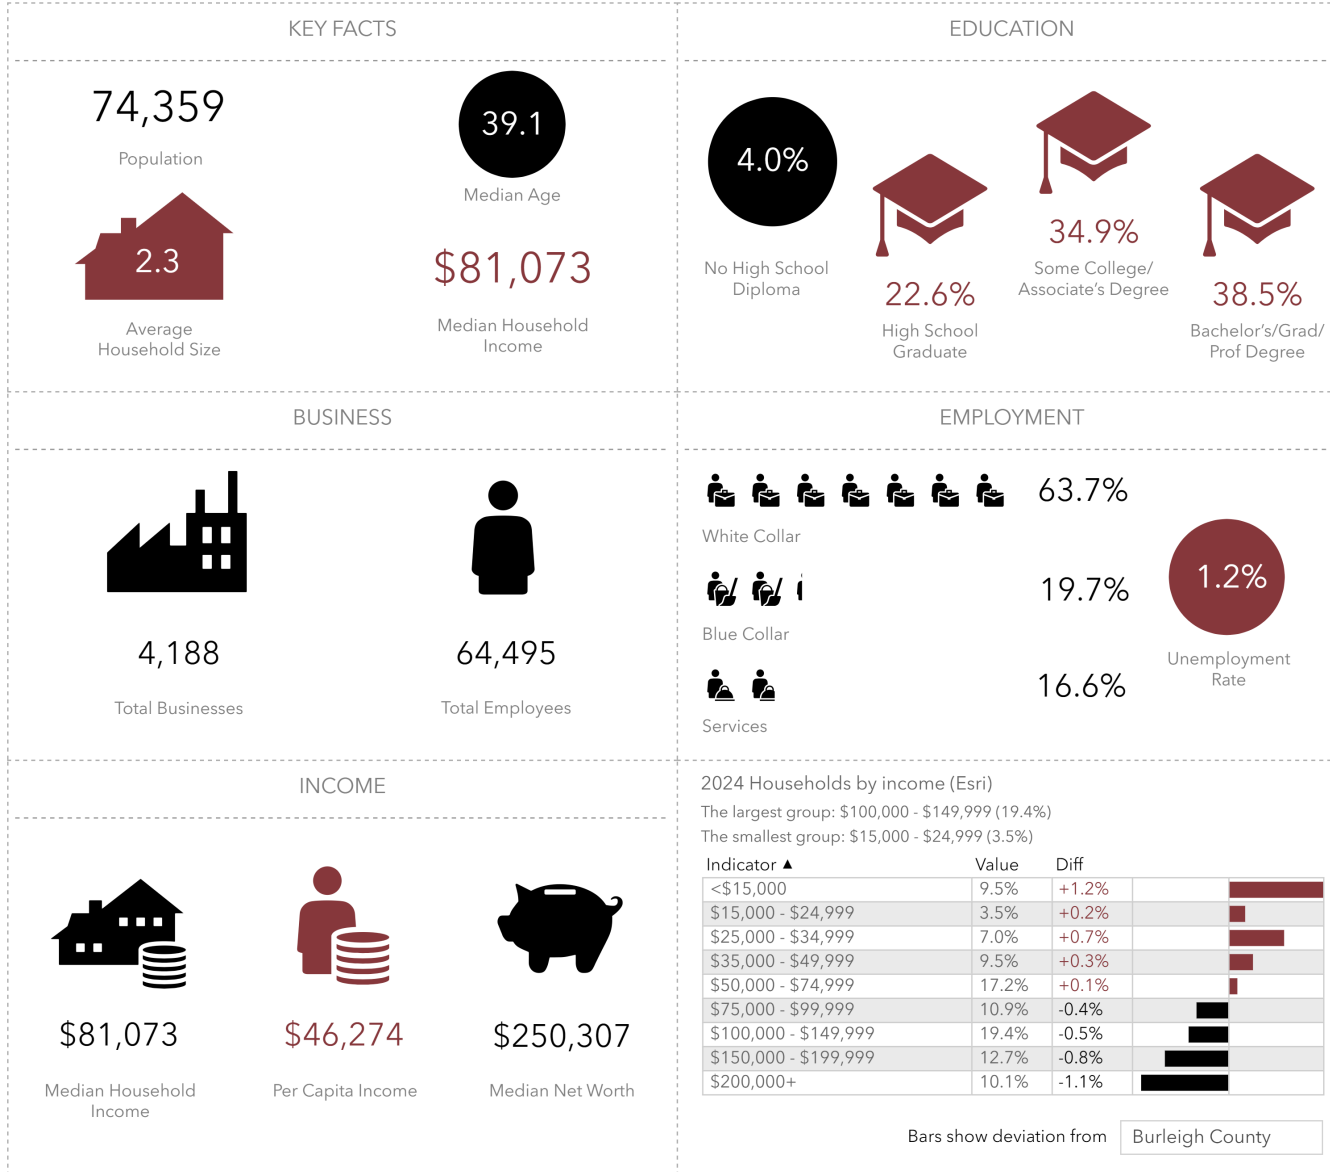 KEY FACTS
74,359
Population
39.1
Median Age
2.3
Average
Household Size
$81,073
Median Household
Income
EDUCATION
4.0%
No High School
Diploma
22.6%
High School
Graduate
34.9%
Some College/
Associate's Degree
38.5%
Bachelor's/Grad/
Prof Degree
BUSINESS
4,188
Total Businesses
64,495
Total Employees
EMPLOYMENT
63.7%
White Collar
19.7%
Blue Collar
16.6%
Services
1.2%
Unemployment
Rate
INCOME
$81,073
Median Household
Income
$46,274
Per Capita Income
$250,307
Median Net Worth
2024 Households by income (Esri)
The largest group: $100,000 - $149,999 (19.4%)
The smallest group: $15,000 - $24,999 (3.5%)
Indicator ▲ Value Diff
<$15,000 9.5% +1.2%
$15,000 - $24,999 3.5% +0.2%
$25,000 - $34,999 7.0% +0.7%
$35,000 - $49,999 9.5% +0.3%
$50,000 - $74,999 17.2% +0.1%
$75,000 - $99,999 10.9% -0.4%
$100,000 - $149,999 19.4% -0.5%
$150,000 - $199,999 12.7% -0.8%
$200,000+ 10.1% -1.1%
Bars show deviation from Burleigh County